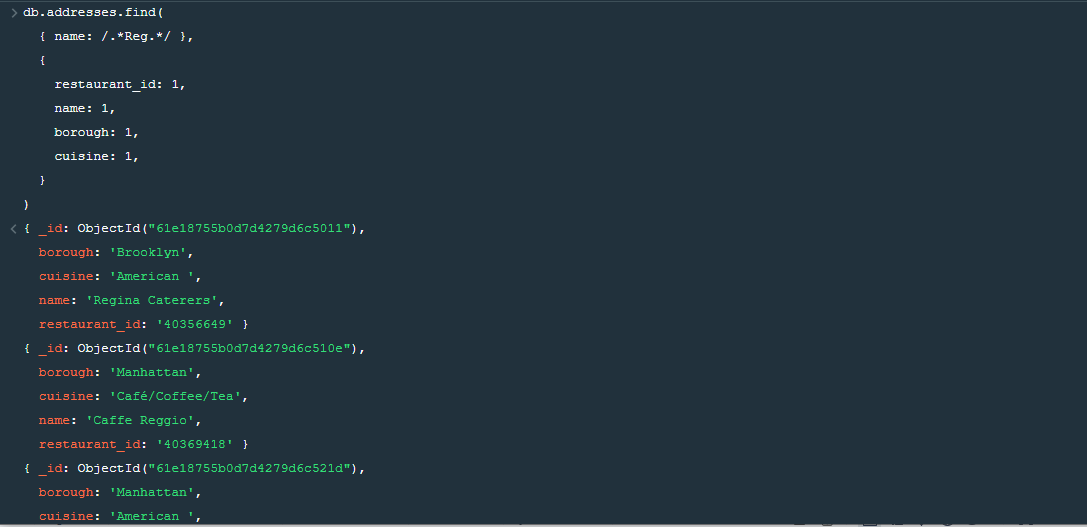 > db.addresses.find(
{ name: /.*Reg.*/ },
{
restaurant_id: 1,
name: 1,
borough: 1,
cuisine: 1,
}
)
< { _id: ObjectId("61e18755b0d7d4279d6c5011"),
borough: 'Brooklyn',
cuisine: 'American ',
name: 'Regina Caterers',
restaurant_id: '40356649' }
{ _id: ObjectId("61e18755b0d7d4279d6c510e"),
borough: 'Manhattan',
cuisine: 'Café/Coffee/Tea',
name: 'Caffe Reggio',
restaurant_id: '40369418' }
{ _id: ObjectId("61e18755b0d7d4279d6c521d"),
borough: 'Manhattan',
cuisine: 'American ',